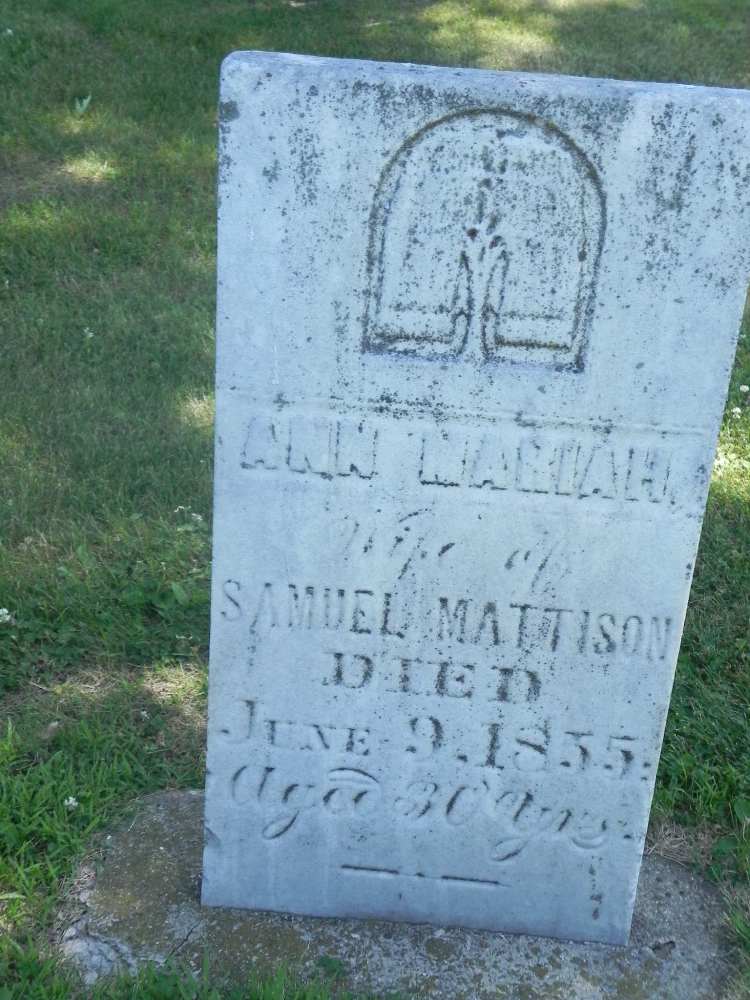 ANN MARIAH,
Wife of
SAMUEL MATTISON
DIED
JUNE 9, 1855.
Aged 30 yrs.